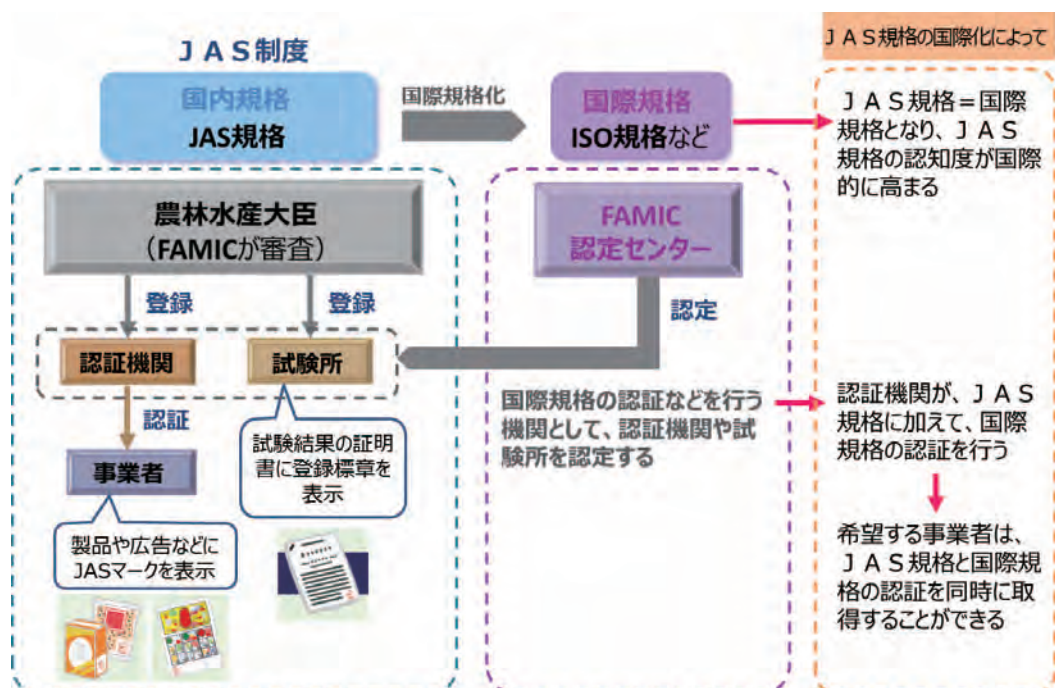 JAS制度
国内規格
JAS規格
国際規格化
国際規格
ISO規格など
農林水産大臣
（FAMICが審査）
登録
登録
認証機関
試験所
認証
事業者
試験結果の証明
書に登録標章を
表示
製品や広告などに
JASマークを表示
FAMIC
認定センター
認定
国際規格の認証などを行う
機関として、認証機関や試
験所を認定する
JAS規格の国際化によって
JAS規格＝国際
規格となり、JAS
規格の認知度が国際
的に高まる
認証機関が、JAS
規格に加えて、国際
規格の認証を行う
希望する事業者は、
JAS規格と国際規
格の認証を同時に取
得することができる